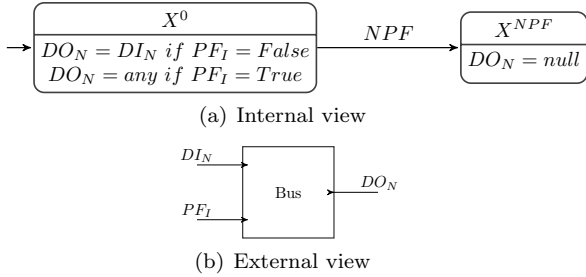 X^0
NPF
X^{NPF}
DO_N = DI_N if PF_I = False
DO_N = null
DO_N = any if PF_I = True
(a) Internal view
DI_N
Bus
DO_N
PF_I
(b) External view